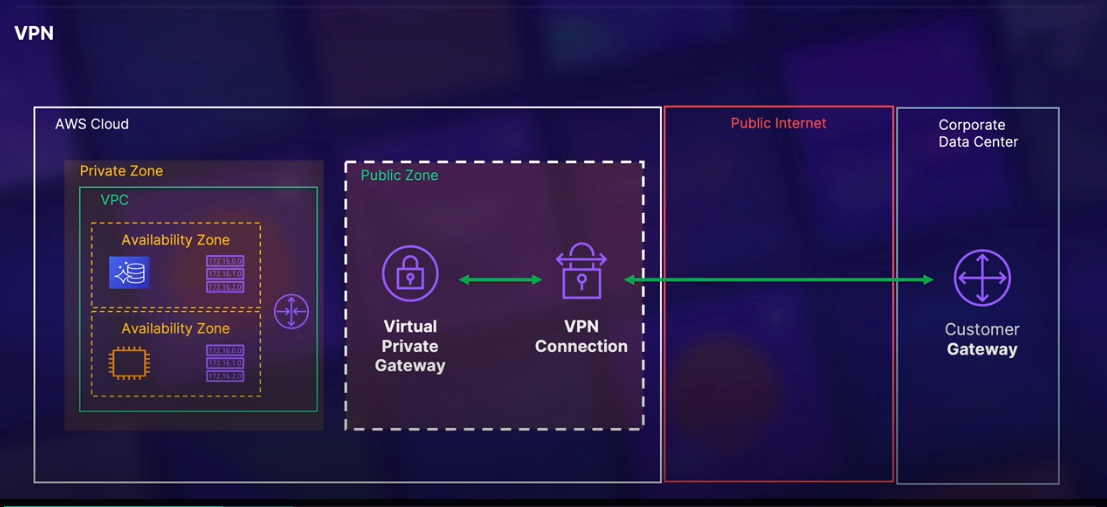 VPN
AWS Cloud
Private Zone
VPC
Availability Zone
172.16.0.0
172.16.1.0
172.16.2.0
Availability Zone
172.16.0.0
172.16.1.0
172.16.2.0
Public Zone
Virtual
Private
Gateway
VPN
Connection
Public Internet
Corporate
Data Center
Customer
Gateway